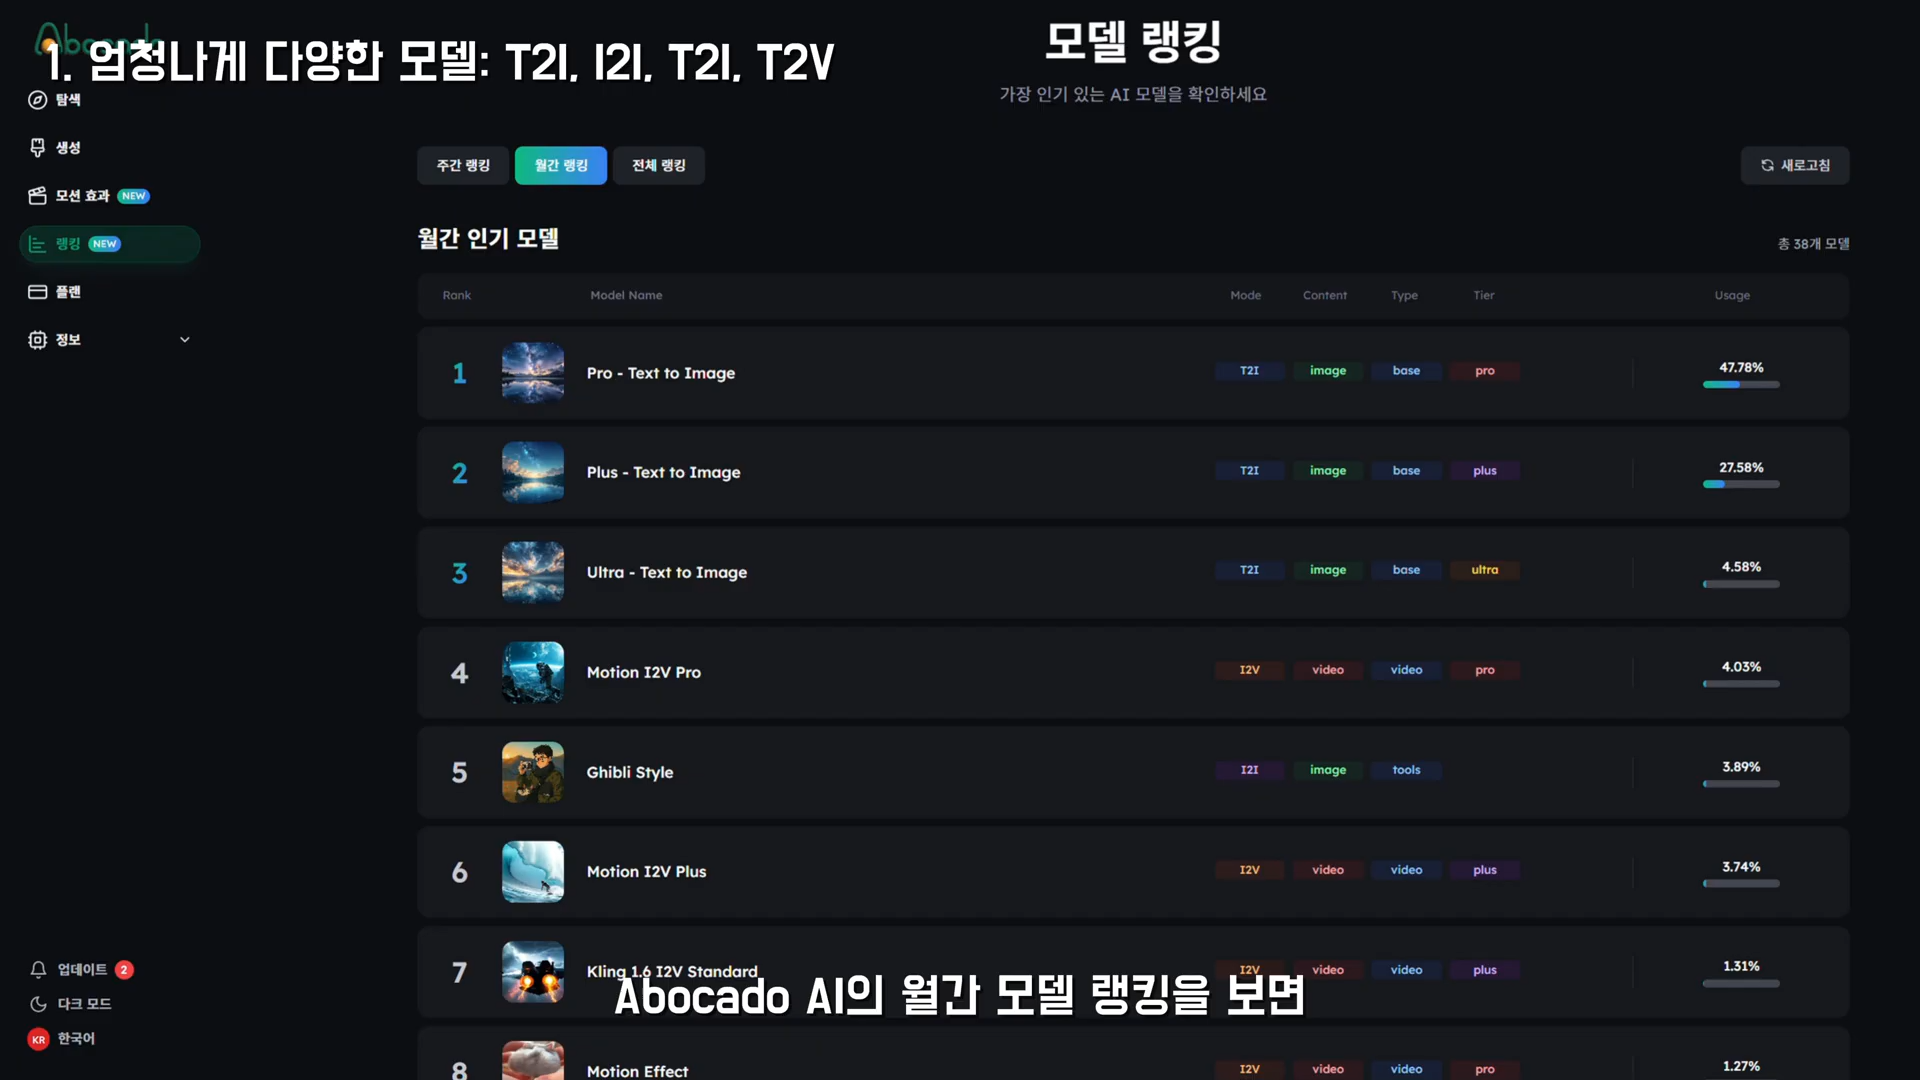 Abocado
1. 엄청나게 다양한 모델: T2I, I2I, T2I, T2V
탐색
생성
모션 효과 NEW
랭킹 NEW
플랜
정보
업데이트 2
다크 모드
KR 한국어
모델 랭킹
가장 인기 있는 AI 모델을 확인하세요
주간 랭킹 월간 랭킹 전체 랭킹 새로고침
월간 인기 모델 총 38개 모델
Rank Model Name Mode Content Type Tier Usage
1 Pro - Text to Image T2I image base pro 47.78%
2 Plus - Text to Image T2I image base plus 27.58%
3 Ultra - Text to Image T2I image base ultra 4.58%
4 Motion I2V Pro I2V video video pro 4.03%
5 Ghibli Style I2I image tools 3.89%
6 Motion I2V Plus I2V video video plus 3.74%
7 Kling 1.6 I2V Standard I2V video video plus 1.31%
Abocado AI의 월간 모델 랭킹을 보면
8 Motion Effect I2V video video pro 1.27%